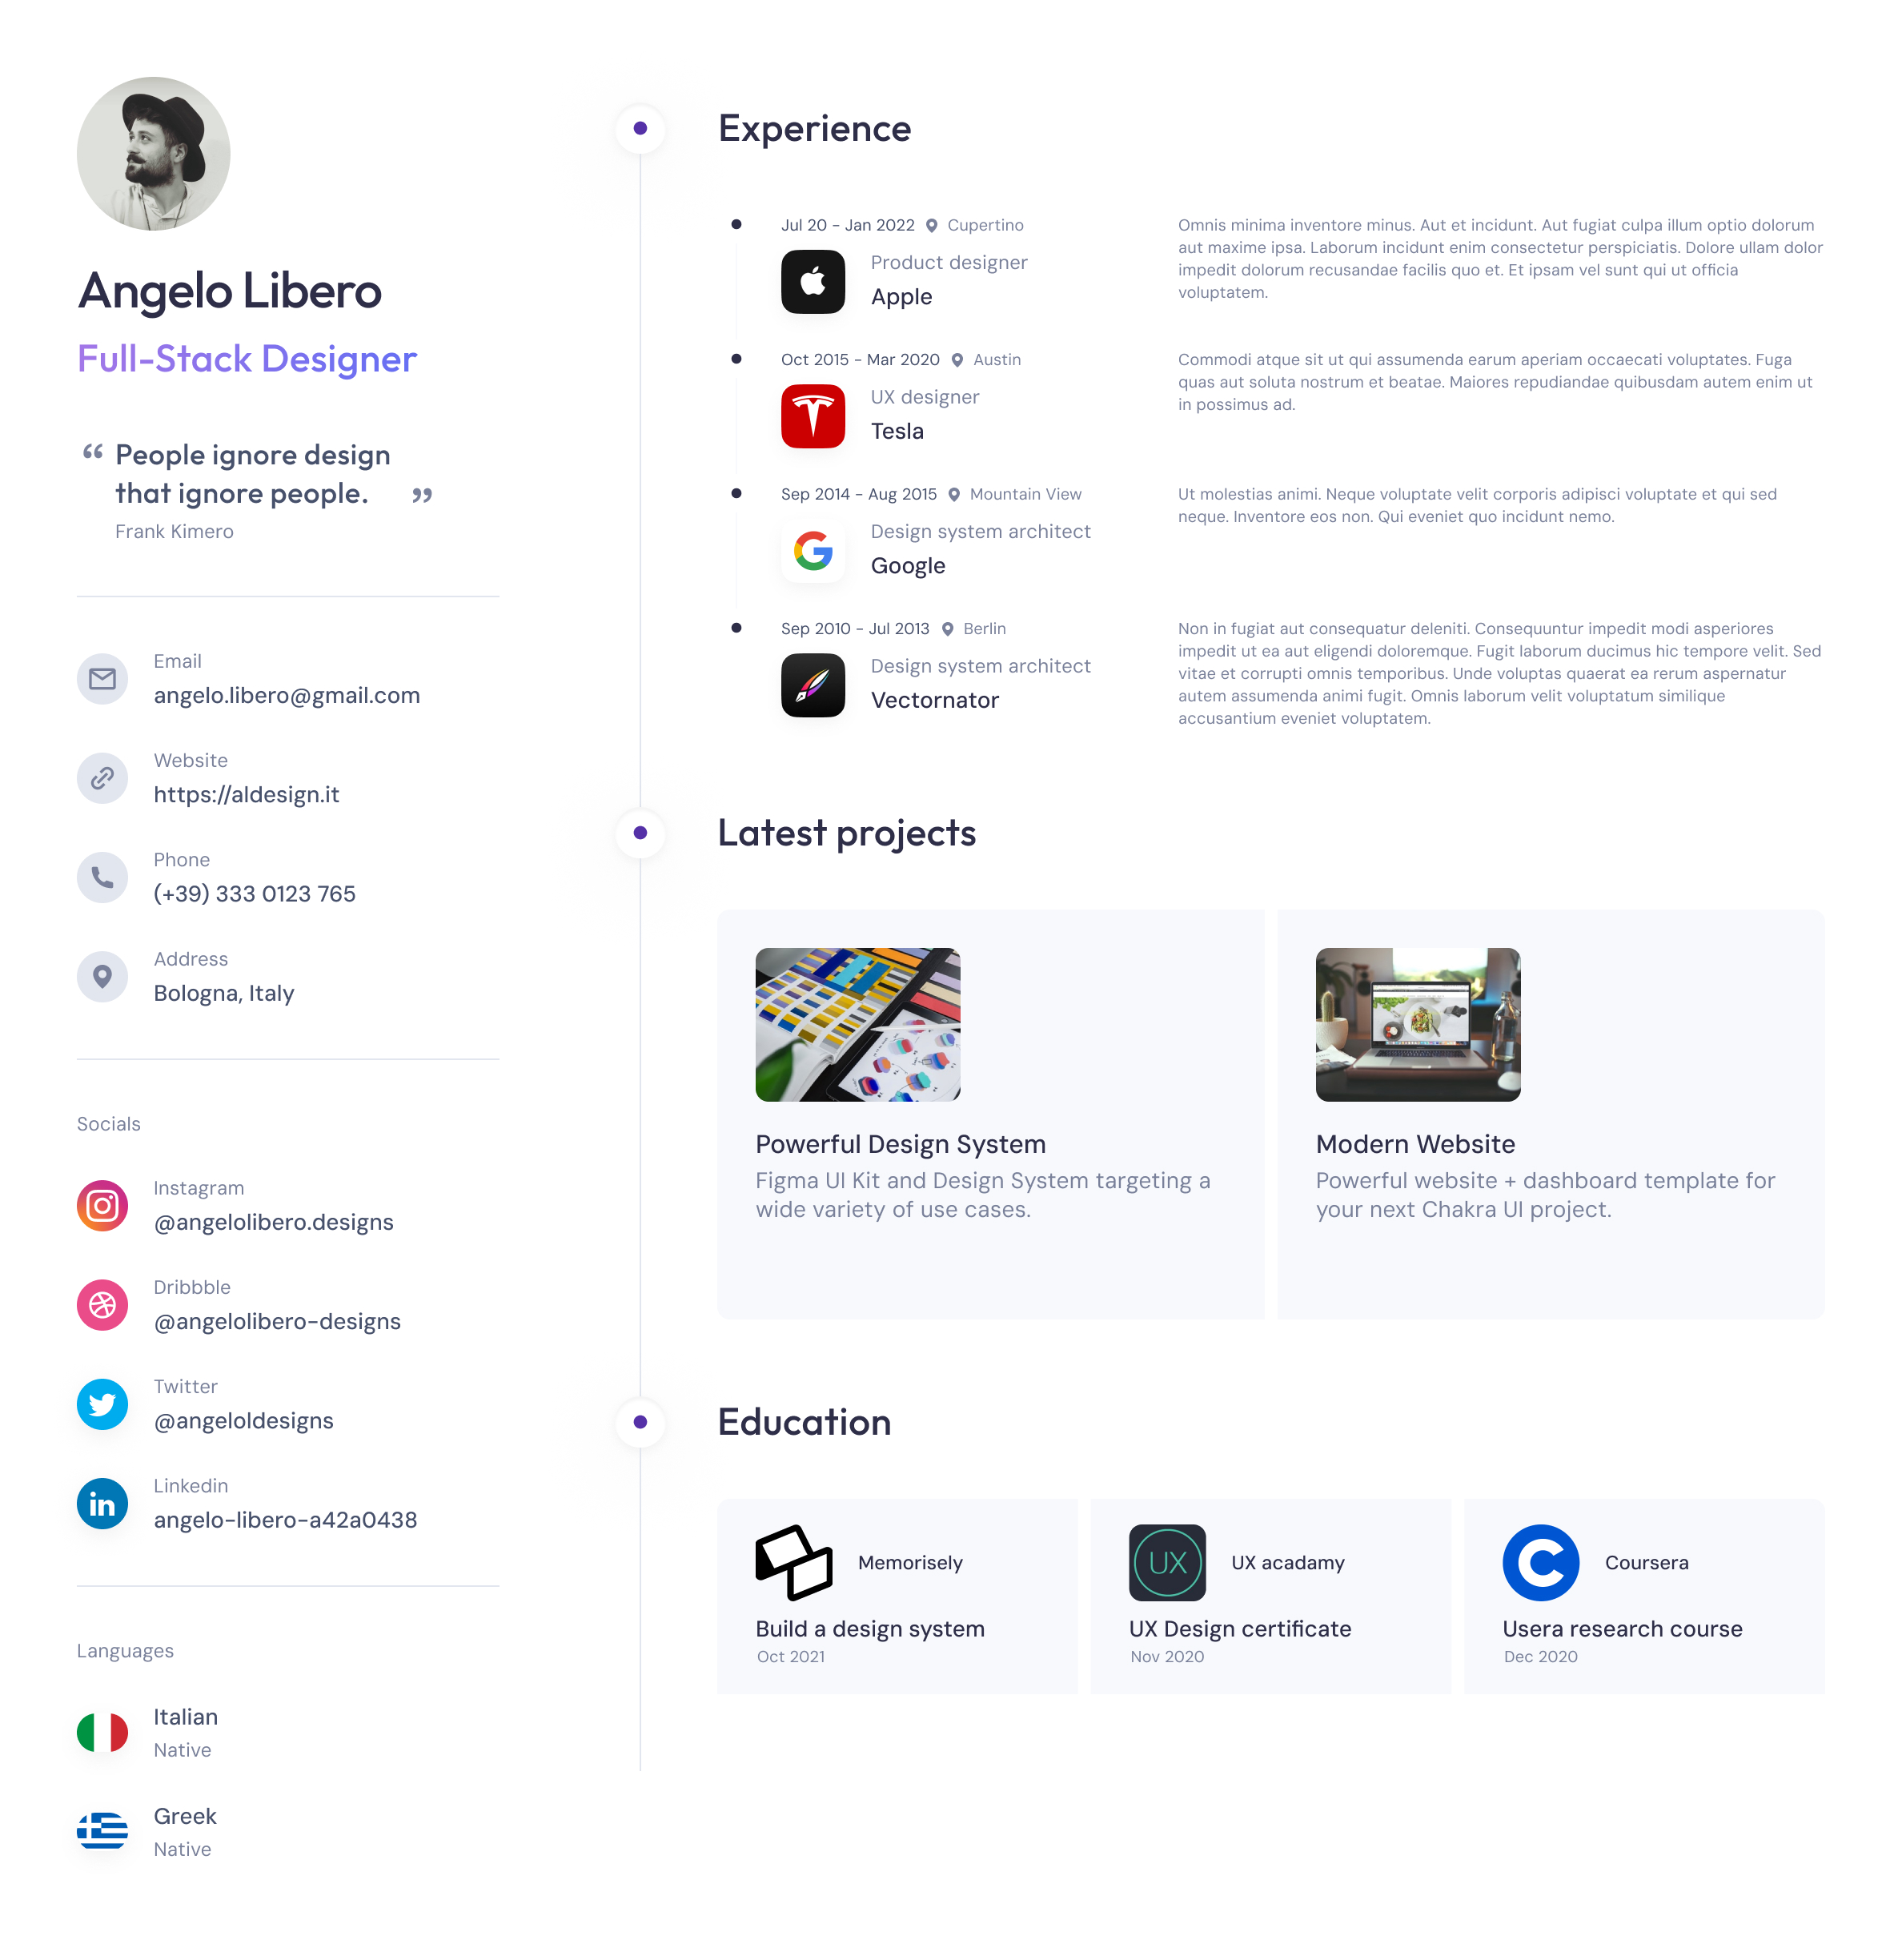 Angelo Libero
Full-Stack Designer
“ People ignore design
that ignore people. ”
Frank Kimero
Email
angelo.libero@gmail.com
Website
https://aldesign.it
Phone
(+39) 333 0123 765
Address
Bologna, Italy
Socials
Instagram
@angelolibero.designs
Dribbble
@angelolibero-designs
Twitter
@angeloldesigns
Linkedin
in
angelo-libero-a42a0438
Languages
Italian
Native
Greek
Native
Experience
Jul 20 - Jan 2022 Cupertino
Product designer
Apple
Omnis minima inventore minus. Aut et incidunt. Aut fugiat culpa illum optio dolorum
aut maxime ipsa. Laborum incidunt enim consectetur perspiciatis. Dolore ullam dolor
impedit dolorum recusandae facilis quo et. Et ipsam vel sunt qui ut officia
voluptatem.
Oct 2015 - Mar 2020 Austin
UX designer
Tesla
Commodi atque sit ut qui assumenda earum aperiam occaecati voluptates. Fuga
quas aut soluta nostrum et beatae. Maiores repudiandae quibusdam autem enim ut
in possimus ad.
Sep 2014 - Aug 2015 Mountain View
Design system architect
Google
Ut molestias animi. Neque voluptate velit corporis adipisci voluptate et qui sed
neque. Inventore eos non. Qui eveniet quo incidunt nemo.
Sep 2010 - Jul 2013 Berlin
Design system architect
Vectornator
Non in fugiat aut consequatur deleniti. Consequuntur impedit modi asperiores
impedit ut ea aut eligendi doloremque. Fugit laborum ducimus hic tempore velit. Sed
vitae et corrupti omnis temporibus. Unde voluptas quaerat ea rerum aspernatur
autem assumenda animi fugit. Omnis laborum velit voluptatum similique
accusantium eveniet voluptatem.
Latest projects
Powerful Design System
Figma UI Kit and Design System targeting a
wide variety of use cases.
Modern Website
Powerful website + dashboard template for
your next Chakra UI project.
Education
Memorisely
Build a design system
Oct 2021
UX
UX acadamy
UX Design certificate
Nov 2020
Coursera
Usera research course
Dec 2020